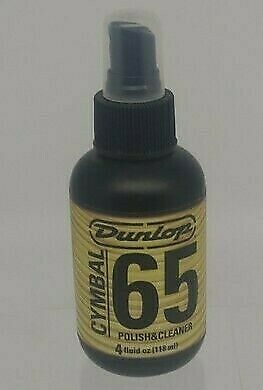 Dunlop
CYMBAL
65
POLISH&CLEANER
4 fluid oz (118 ml)